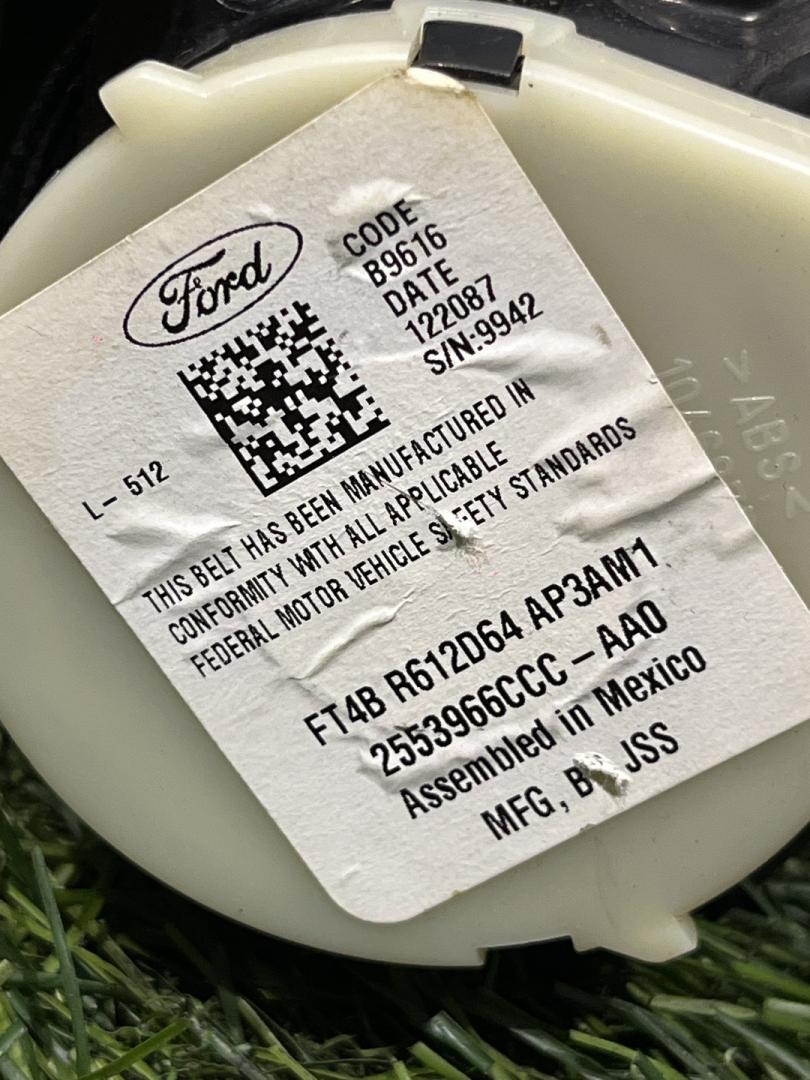 Ford
CODE
B9616
DATE
122087
S/N:9942
L- 512
THIS BELT HAS BEEN MANUFACTURED IN
CONFORMITY WITH ALL APPLICABLE
FEDERAL MOTOR VEHICLE SAFETY STANDARDS
FT4B R612D64 AP3AM1
2553966CCC - AA0
Assembled in Mexico
MFG, JSS
>ABS<